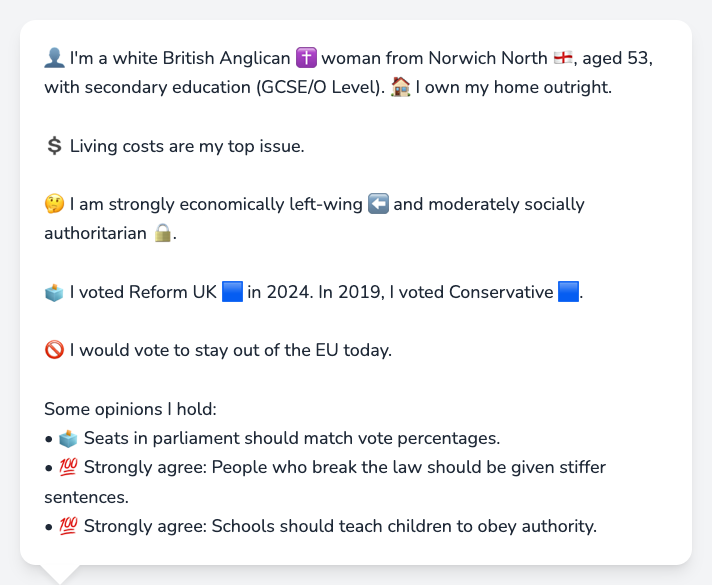 👤 I'm a white British Anglican ✝️ woman from Norwich North 🏴󠁧󠁢󠁥󠁮󠁧󠁿, aged 53,
with secondary education (GCSE/O Level). 🏠 I own my home outright.
💲 Living costs are my top issue.
🤔 I am strongly economically left-wing ⬅️ and moderately socially
authoritarian 🔒.
🗳️ I voted Reform UK 🟦 in 2024. In 2019, I voted Conservative 🟦.
🚫 I would vote to stay out of the EU today.
Some opinions I hold:
• 🗳️ Seats in parliament should match vote percentages.
• 💯 Strongly agree: People who break the law should be given stiffer
sentences.
• 💯 Strongly agree: Schools should teach children to obey authority.